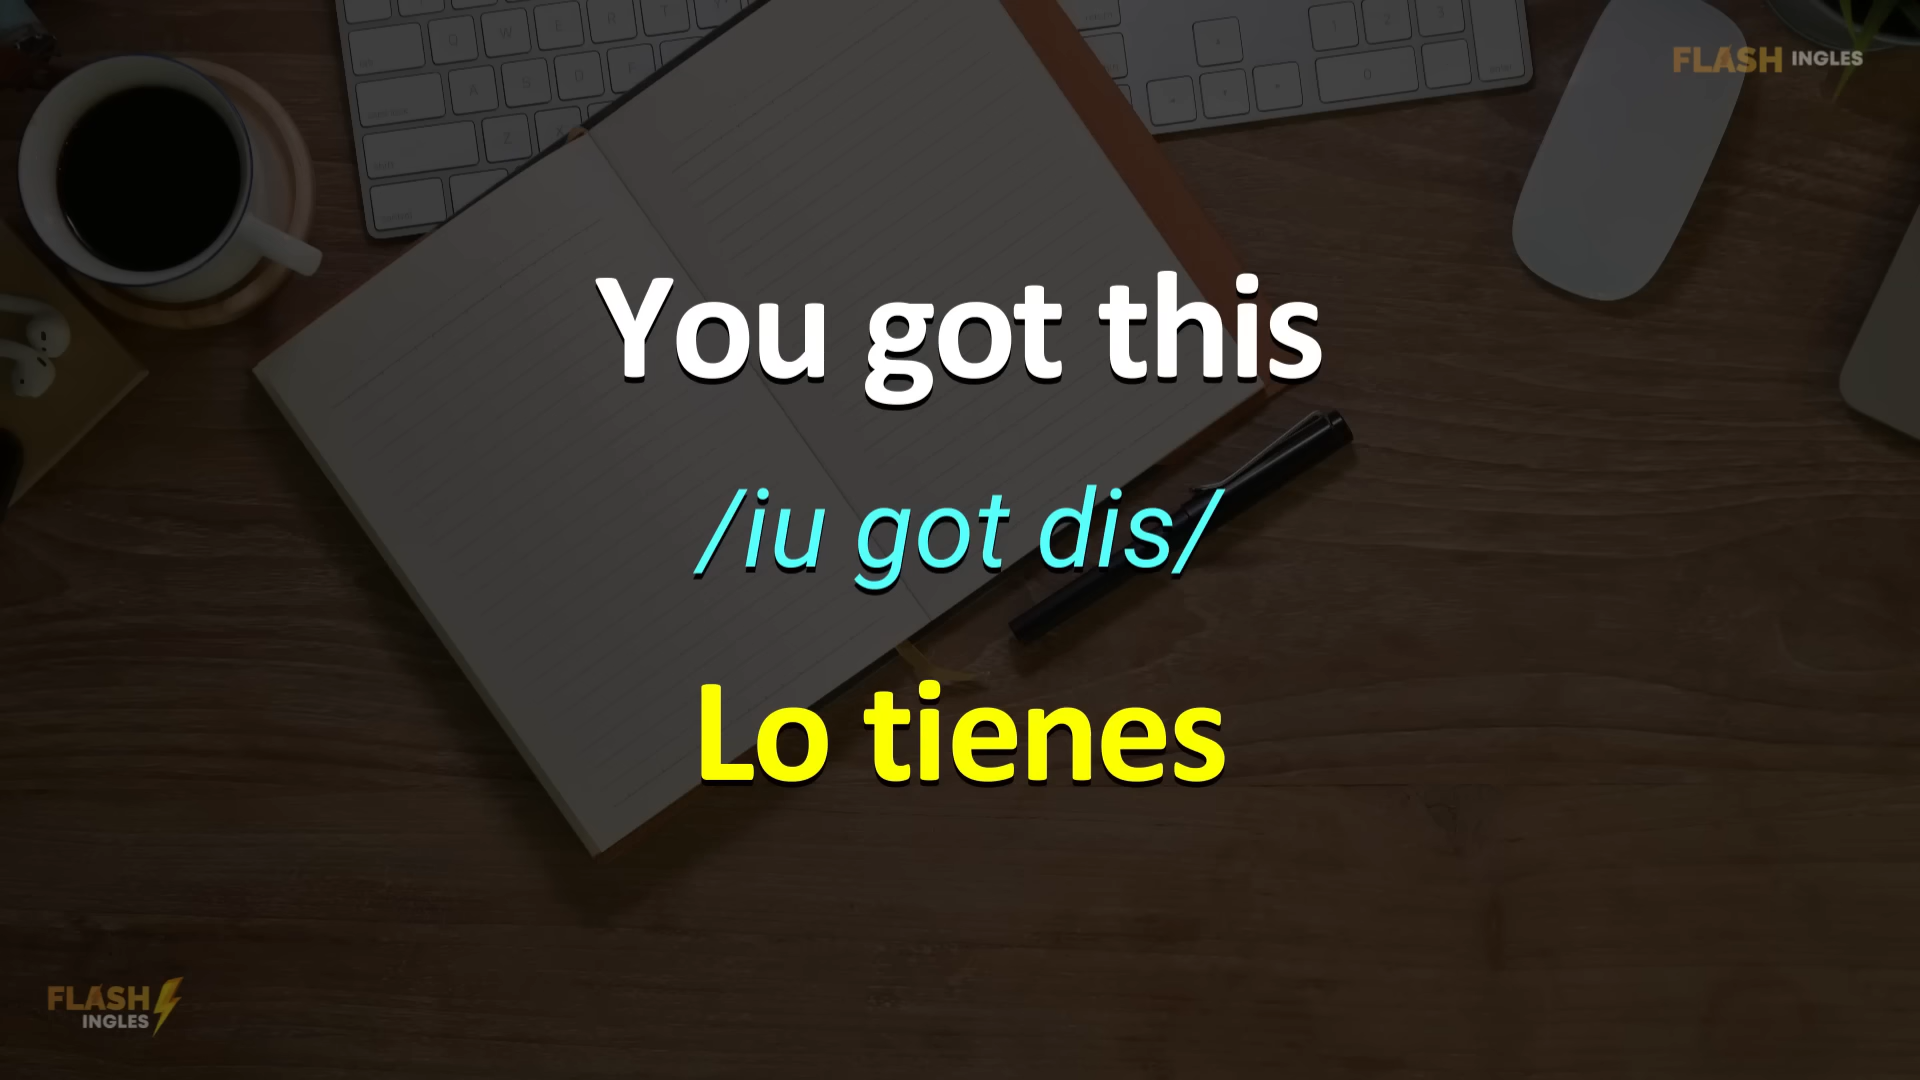 FLASH INGLES
You got this
/iu got dis/
Lo tienes
FLASH
INGLES